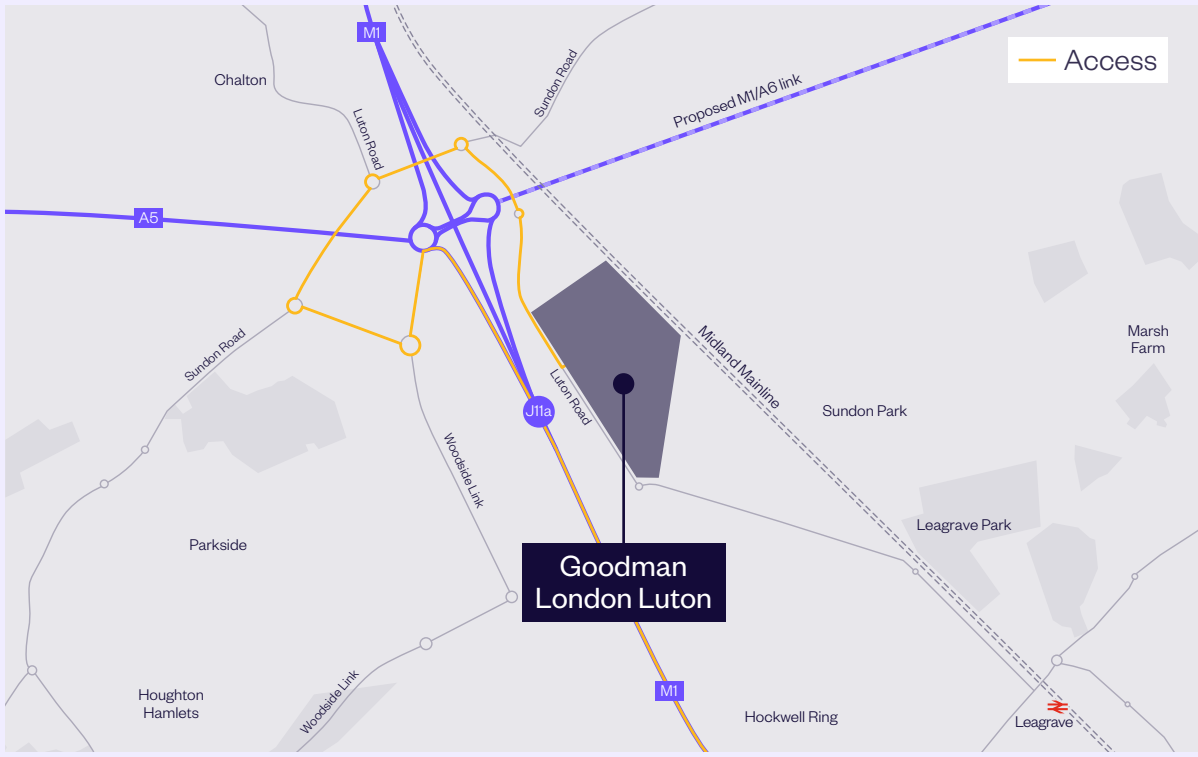 M1
Access
Chalton
Sundon Road
Proposed M1/A6 link
Luton Road
A5
Marsh
Farm
Sundon Road
Midland Mainline
Luton Road
J11a
Sundon Park
Woodside Link
Leagrave Park
Parkside
Goodman
London Luton
Houghton
Hamlets
Woodside Link
M1
Hockwell Ring
Leagrave